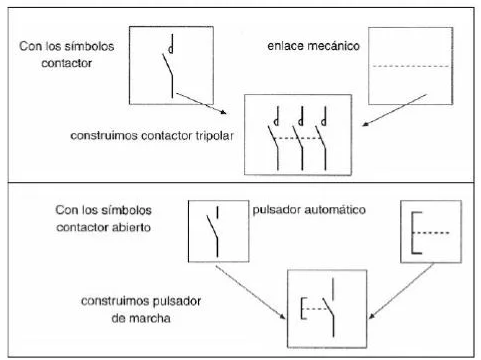 Con los símbolos
contactor
enlace mecánico
construimos contactor tripolar
Con los símbolos
contactor abierto
pulsador automático
construimos pulsador
de marcha